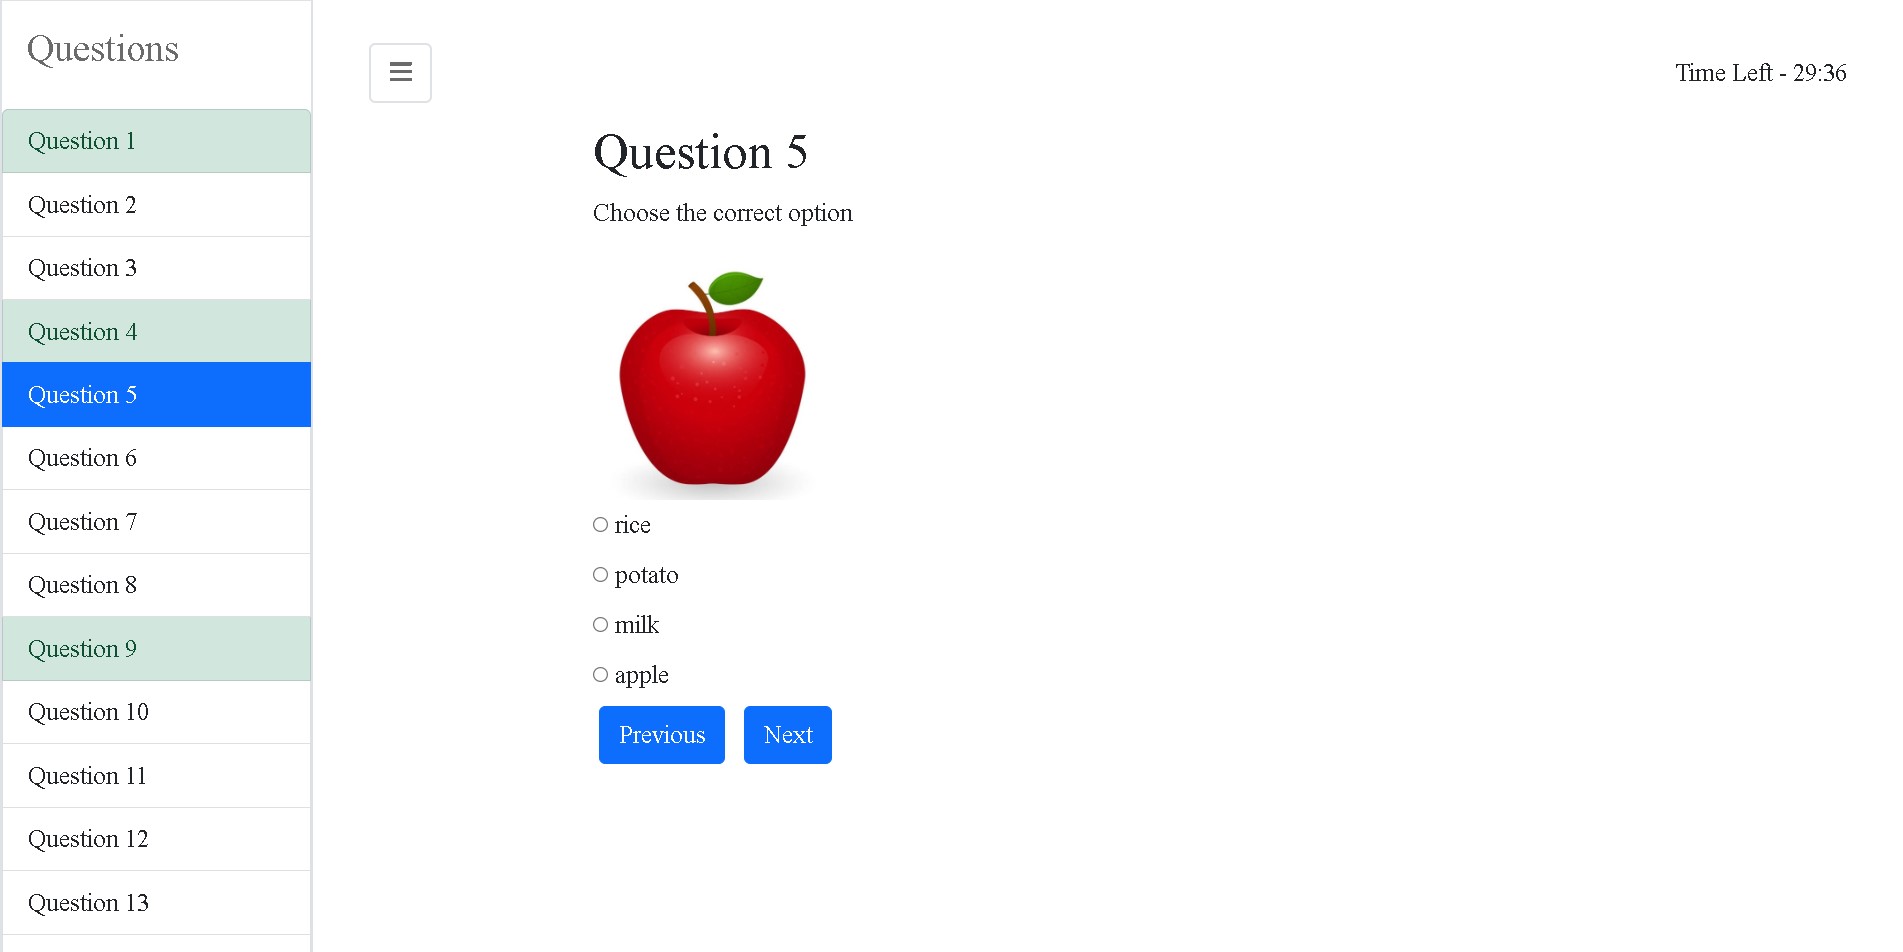 Questions
Question 1
Question 2
Question 3
Question 4
Question 5
Question 6
Question 7
Question 8
Question 9
Question 10
Question 11
Question 12
Question 13
Time Left - 29:36
Question 5
Choose the correct option
rice
potato
milk
apple
Previous Next